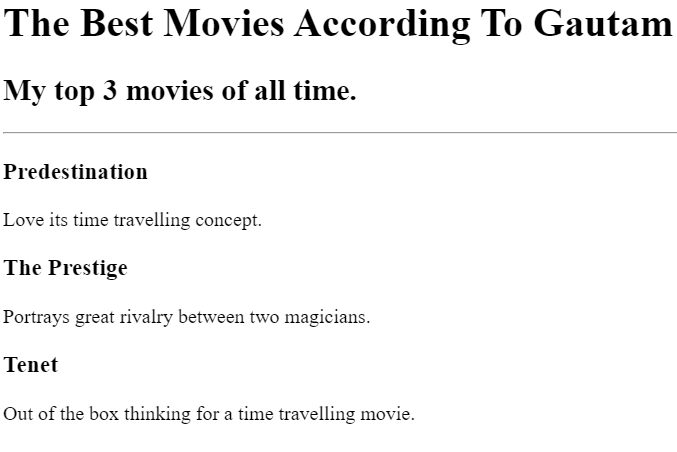 The Best Movies According To Gautam
My top 3 movies of all time.
Predestination
Love its time travelling concept.
The Prestige
Portrays great rivalry between two magicians.
Tenet
Out of the box thinking for a time travelling movie.